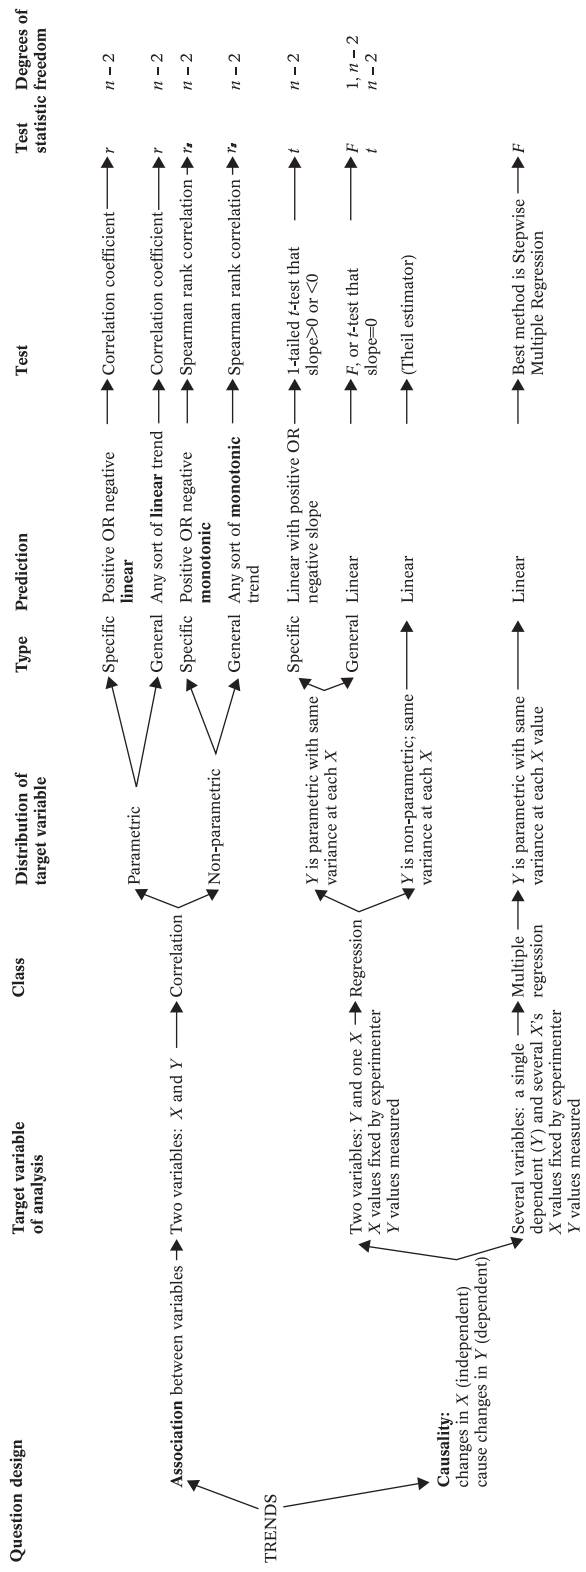 Question design
Target variable
of analysis
Class
Distribution of
target variable
Type
Prediction
Test
Test
statistic
Degrees of
freedom
TRENDS
Association between variables
Two variables: X and Y
Correlation
Parametric
Specific
Positive OR negative
linear
Correlation coefficient
r
n – 2
General
Any sort of linear trend
Correlation coefficient
r
n – 2
Non-parametric
Specific
Positive OR negative
monotonic
Spearman rank correlation
rs
n – 2
General
Any sort of monotonic
trend
Spearman rank correlation
rs
n – 2
Causality:
changes in X (independent)
cause changes in Y (dependent)
Two variables: Y and one X
X values fixed by experimenter
Y values measured
Regression
Y is parametric with same
variance at each X
Specific
Linear with positive OR
negative slope
1-tailed t-test that
slope>0 or <0
t
n – 2
General
Linear
F, or t-test that
slope=0
F
t
1, n – 2
n – 2
Y is non-parametric; same
variance at each X
Linear
(Theil estimator)
Several variables: a single
dependent (Y) and several X's
X values fixed by experimenter
Y values measured
Multiple
regression
Y is parametric with same
variance at each X value
Linear
Best method is Stepwise
Multiple Regression
F